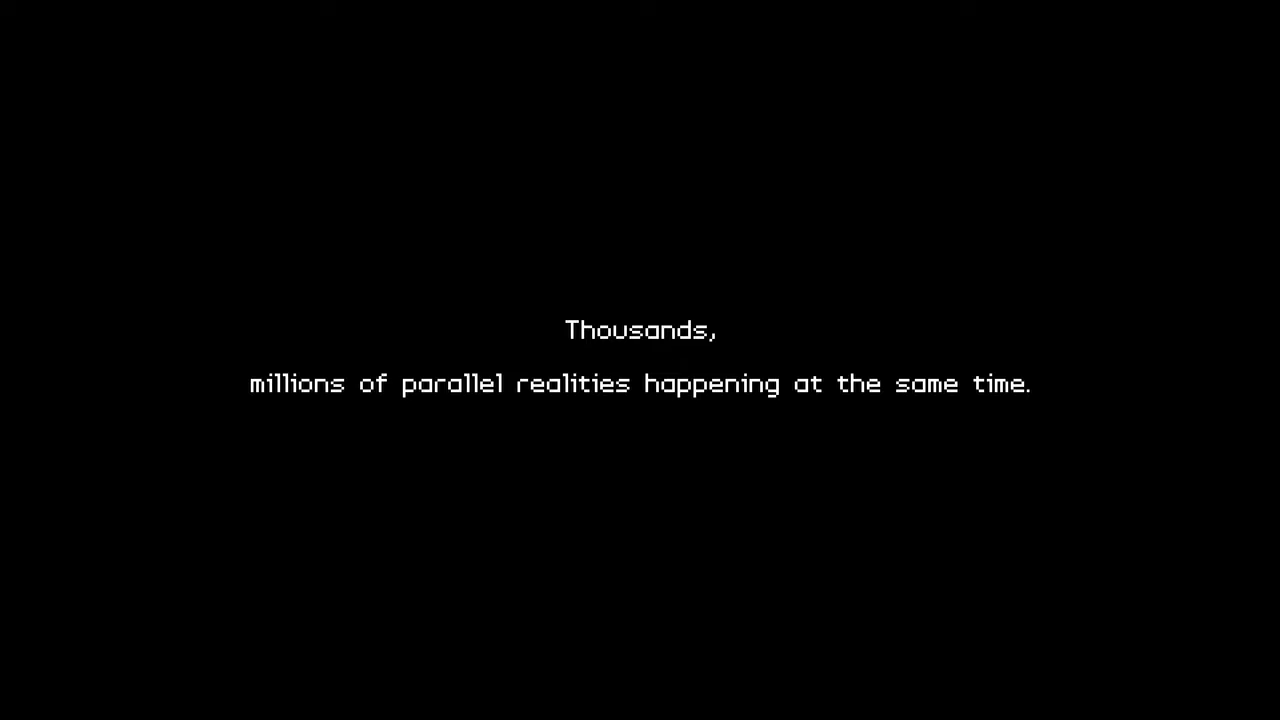 Thousands,
millions of parallel realities happening at the same time.